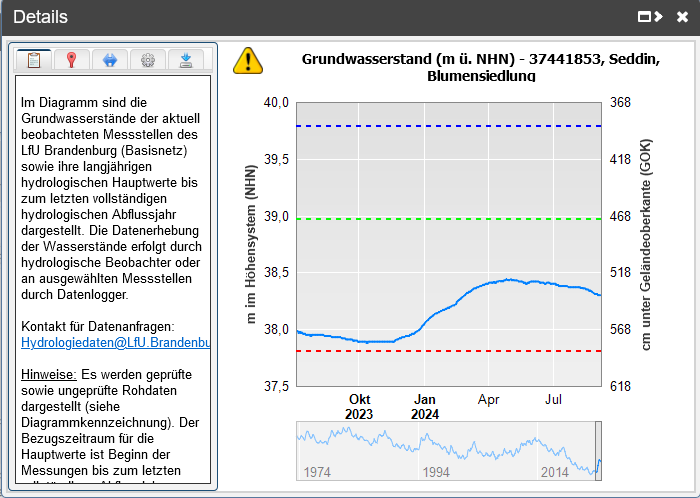 Details
Im Diagramm sind die
Grundwasserstände der aktuell
beobachteten Messstellen des
LfU Brandenburg (Basisnetz)
sowie ihre langjährigen
hydrologischen Hauptwerte bis
zum letzten vollständigen
hydrologischen Abflussjahr
dargestellt. Die Datenerhebung
der Wasserstände erfolgt durch
hydrologische Beobachter oder
an ausgewählten Messstellen
durch Datenlogger.
Kontakt für Datenanfragen:
Hydrologiedaten@LfU.Brandenbu
Hinweise: Es werden geprüfte
sowie ungeprüfte Rohdaten
dargestellt (siehe
Diagrammkennzeichnung). Der
Bezugszeitraum für die
Hauptwerte ist Beginn der
Messungen bis zum letzten
Grundwasserstand (m ü. NHN) - 37441853, Seddin,
Blumensiedlung
m im Höhensystem (NHN)
40,0
39,5
39,0
38,5
38,0
37,5
368
418
468
518
568
618
cm unter Geländeoberkante (GOK)
Okt Jan Apr Jul
2023 2024
1974 1994 2014